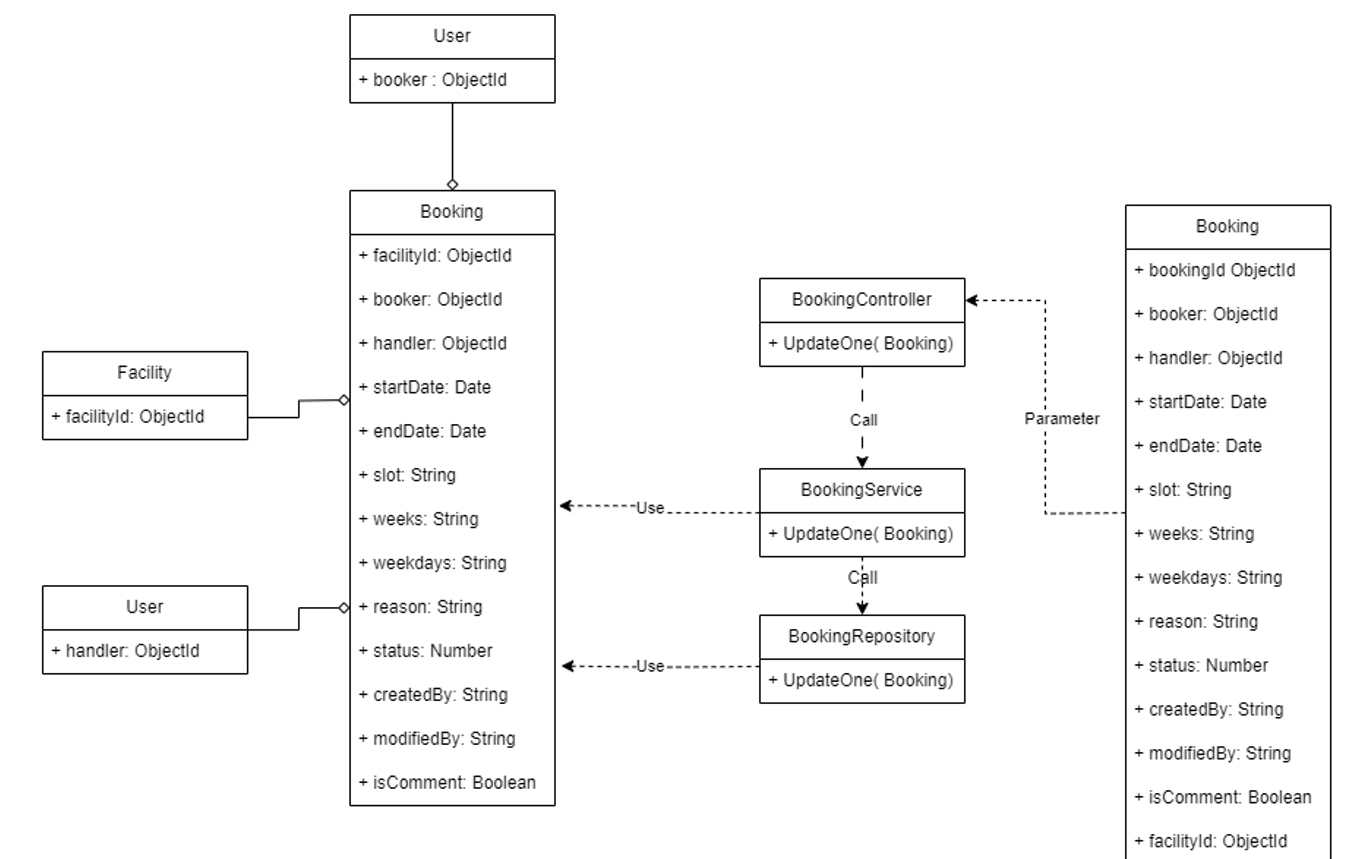 User
+ booker : ObjectId
Booking
+ facilityId: ObjectId
+ booker: ObjectId
+ handler: ObjectId
+ startDate: Date
+ endDate: Date
+ slot: String
+ weeks: String
+ weekdays: String
+ reason: String
+ status: Number
+ createdBy: String
+ modifiedBy: String
+ isComment: Boolean
Facility
+ facilityId: ObjectId
User
+ handler: ObjectId
BookingController
+ UpdateOne( Booking)
Call
BookingService
+ UpdateOne( Booking)
Use
Call
BookingRepository
+ UpdateOne( Booking)
Use
Parameter
Booking
+ bookingId ObjectId
+ booker: ObjectId
+ handler: ObjectId
+ startDate: Date
+ endDate: Date
+ slot: String
+ weeks: String
+ weekdays: String
+ reason: String
+ status: Number
+ createdBy: String
+ modifiedBy: String
+ isComment: Boolean
+ facilityId: ObjectId